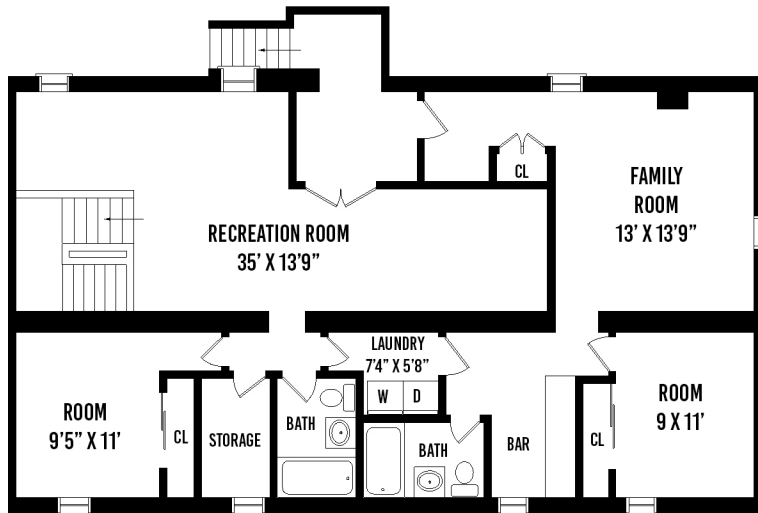 CL
FAMILY
ROOM
13' X 13'9"
RECREATION ROOM
35' X 13'9"
LAUNDRY
7'4" X 5'8"
W D
ROOM
9'5" X 11'
CL
STORAGE
BATH
BATH
BAR
CL
ROOM
9 X 11'